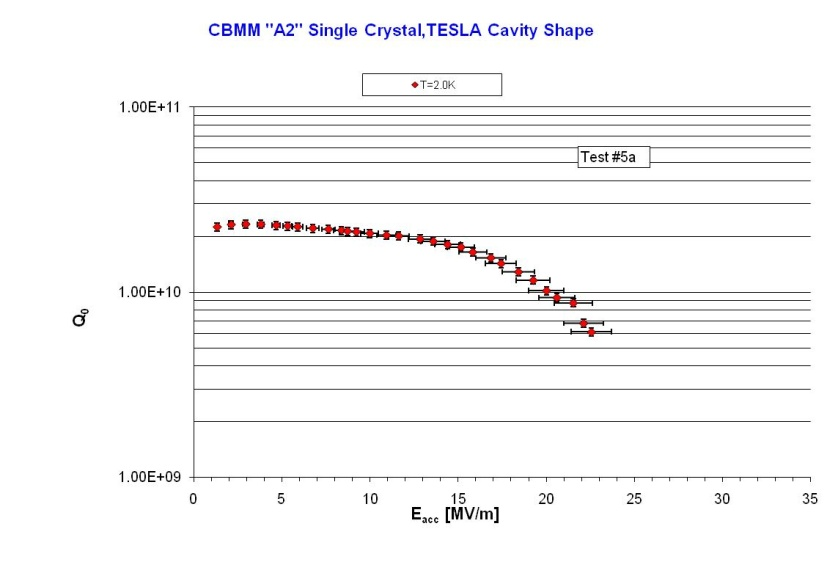 CBMM "A2" Single Crystal,TESLA Cavity Shape
T=2.0K
1.00E+11
Test #5a
1.00E+10
Q0
1.00E+09
0 5 10 15 20 25 30 35
Eacc [MV/m]